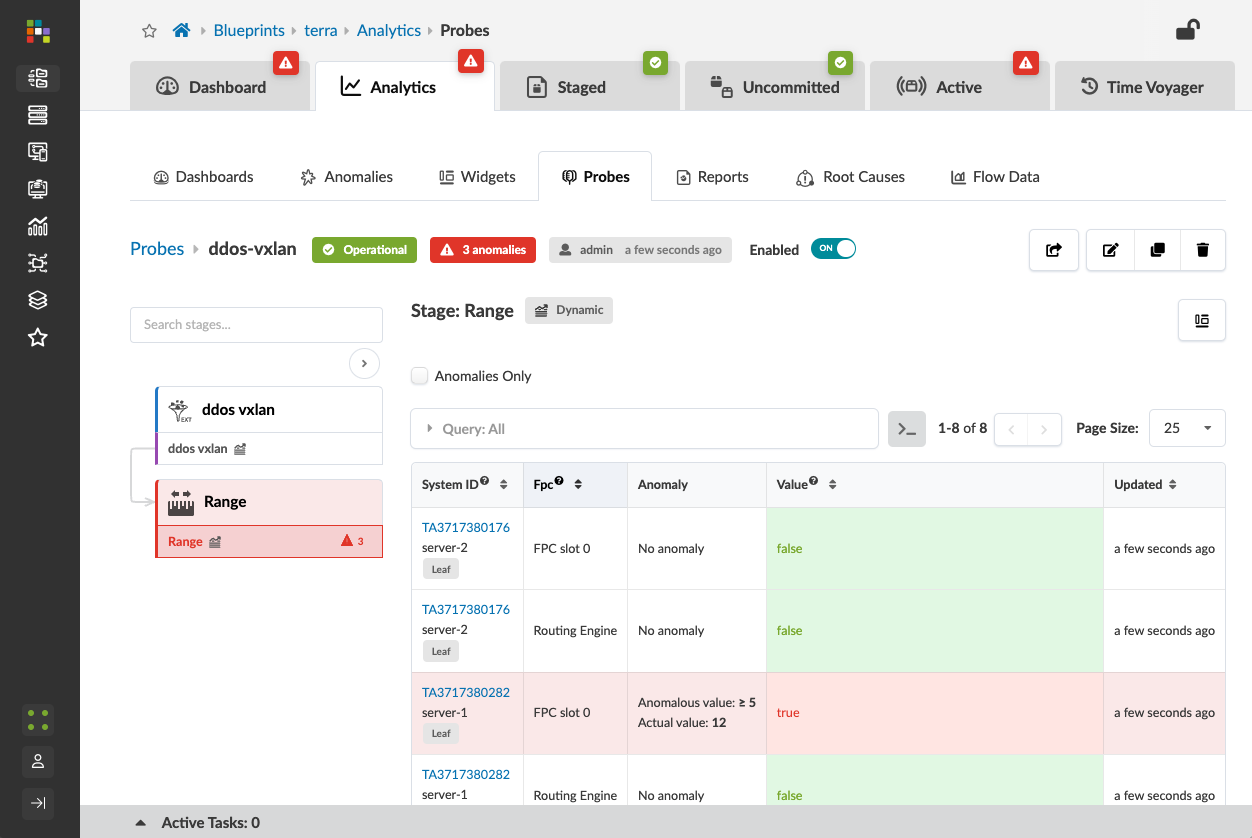 Blueprints terra Analytics Probes
Dashboard Analytics Staged Uncommitted Active Time Voyager
Dashboards Anomalies Widgets Probes Reports Root Causes Flow Data
Probes ddos-vxlan Operational 3 anomalies admin a few seconds ago Enabled ON
Search stages...
EXT ddos vxlan
ddos vxlan
Range
Range 3
Stage: Range Dynamic
Anomalies Only
Query: All >_ 1-8 of 8 Page Size: 25
System ID? Fpc? Anomaly Value? Updated
TA3717380176
server-2 FPC slot 0 No anomaly false a few seconds ago
Leaf
TA3717380176
server-2 Routing Engine No anomaly false a few seconds ago
Leaf
TA3717380282 Anomalous value: ≥ 5
server-1 FPC slot 0 Actual value: 12 true a few seconds ago
Leaf
TA3717380282
server-1 Routing Engine No anomaly false a few seconds ago
Active Tasks: 0